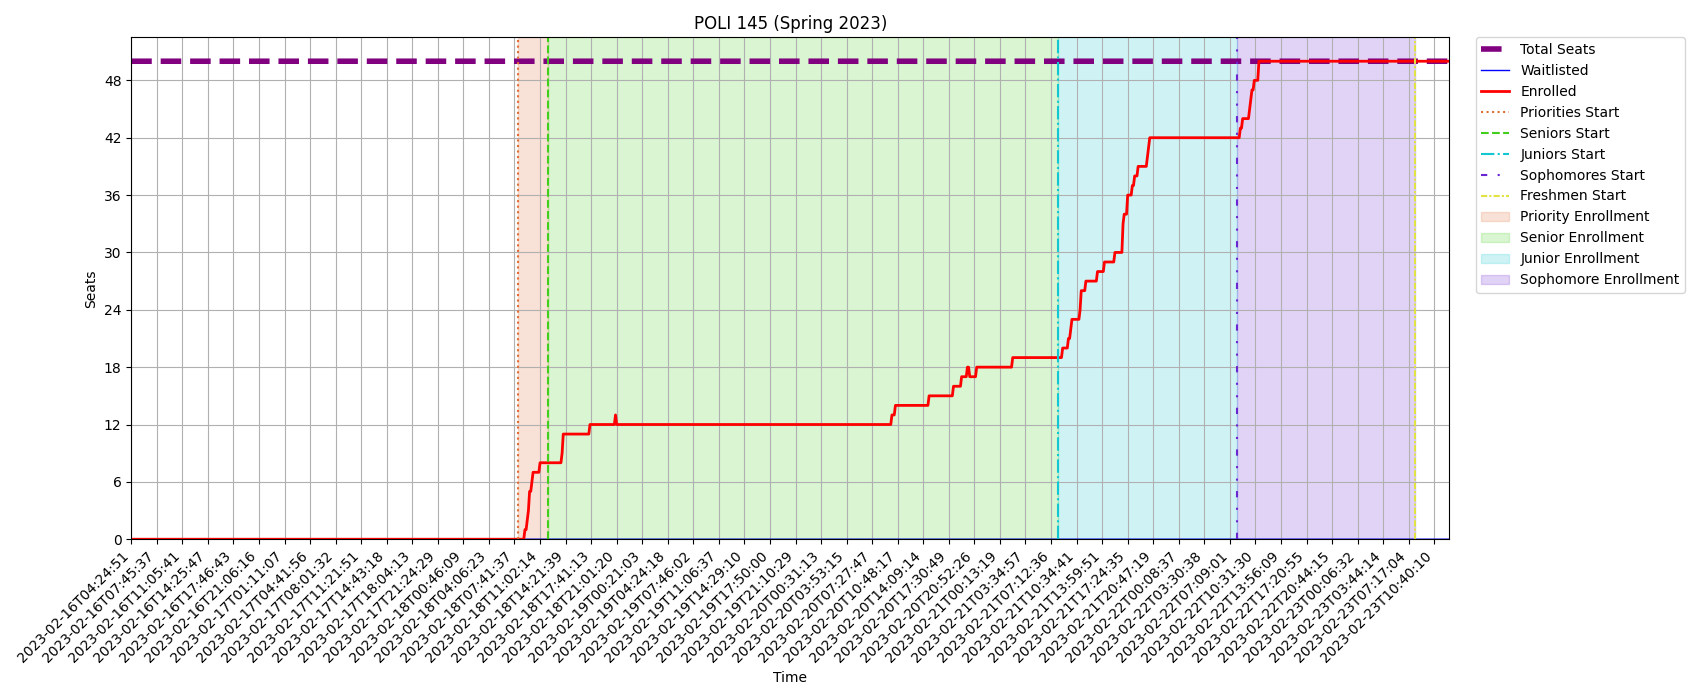 POLI 145 (Spring 2023)
Seats
48
42
36
30
24
18
12
6
0
2023-02-16T04:24:51
2023-02-16T07:45:37
2023-02-16T11:05:41
2023-02-16T14:25:47
2023-02-16T17:46:43
2023-02-16T21:06:16
2023-02-17T01:11:07
2023-02-17T04:41:56
2023-02-17T08:01:32
2023-02-17T11:21:51
2023-02-17T14:43:18
2023-02-17T18:04:13
2023-02-17T21:24:29
2023-02-18T00:46:09
2023-02-18T04:06:23
2023-02-18T07:41:37
2023-02-18T11:02:14
2023-02-18T14:21:39
2023-02-18T17:41:13
2023-02-18T21:01:20
2023-02-19T00:21:03
2023-02-19T04:24:18
2023-02-19T07:46:02
2023-02-19T11:06:37
2023-02-19T14:29:10
2023-02-19T17:50:00
2023-02-19T21:10:29
2023-02-20T00:31:13
2023-02-20T03:53:15
2023-02-20T07:27:47
2023-02-20T10:48:17
2023-02-20T14:09:14
2023-02-20T17:30:49
2023-02-20T20:52:26
2023-02-21T00:13:19
2023-02-21T03:34:57
2023-02-21T07:12:36
2023-02-21T10:34:41
2023-02-21T13:59:51
2023-02-21T17:24:35
2023-02-21T20:47:19
2023-02-22T00:08:37
2023-02-22T03:30:38
2023-02-22T07:09:01
2023-02-22T10:31:30
2023-02-22T13:56:09
2023-02-22T17:20:55
2023-02-22T20:44:15
2023-02-23T00:06:32
2023-02-23T03:44:14
2023-02-23T07:17:04
2023-02-23T10:40:10
Time
Total Seats
Waitlisted
Enrolled
Priorities Start
Seniors Start
Juniors Start
Sophomores Start
Freshmen Start
Priority Enrollment
Senior Enrollment
Junior Enrollment
Sophomore Enrollment